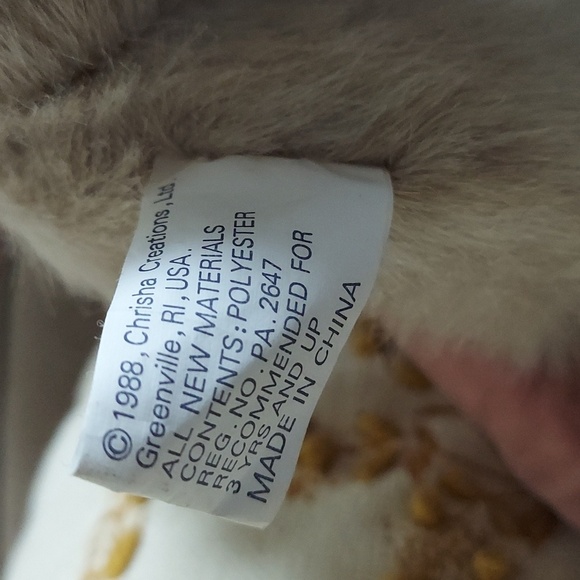 © 1988, Chrisha Creations, Ltd.
Greenville, RI, USA.
ALL NEW MATERIALS
CONTENTS: POLYESTER
REG. NO. PA. 2647
RECOMMENDED FOR
3 YRS AND UP
MADE IN CHINA